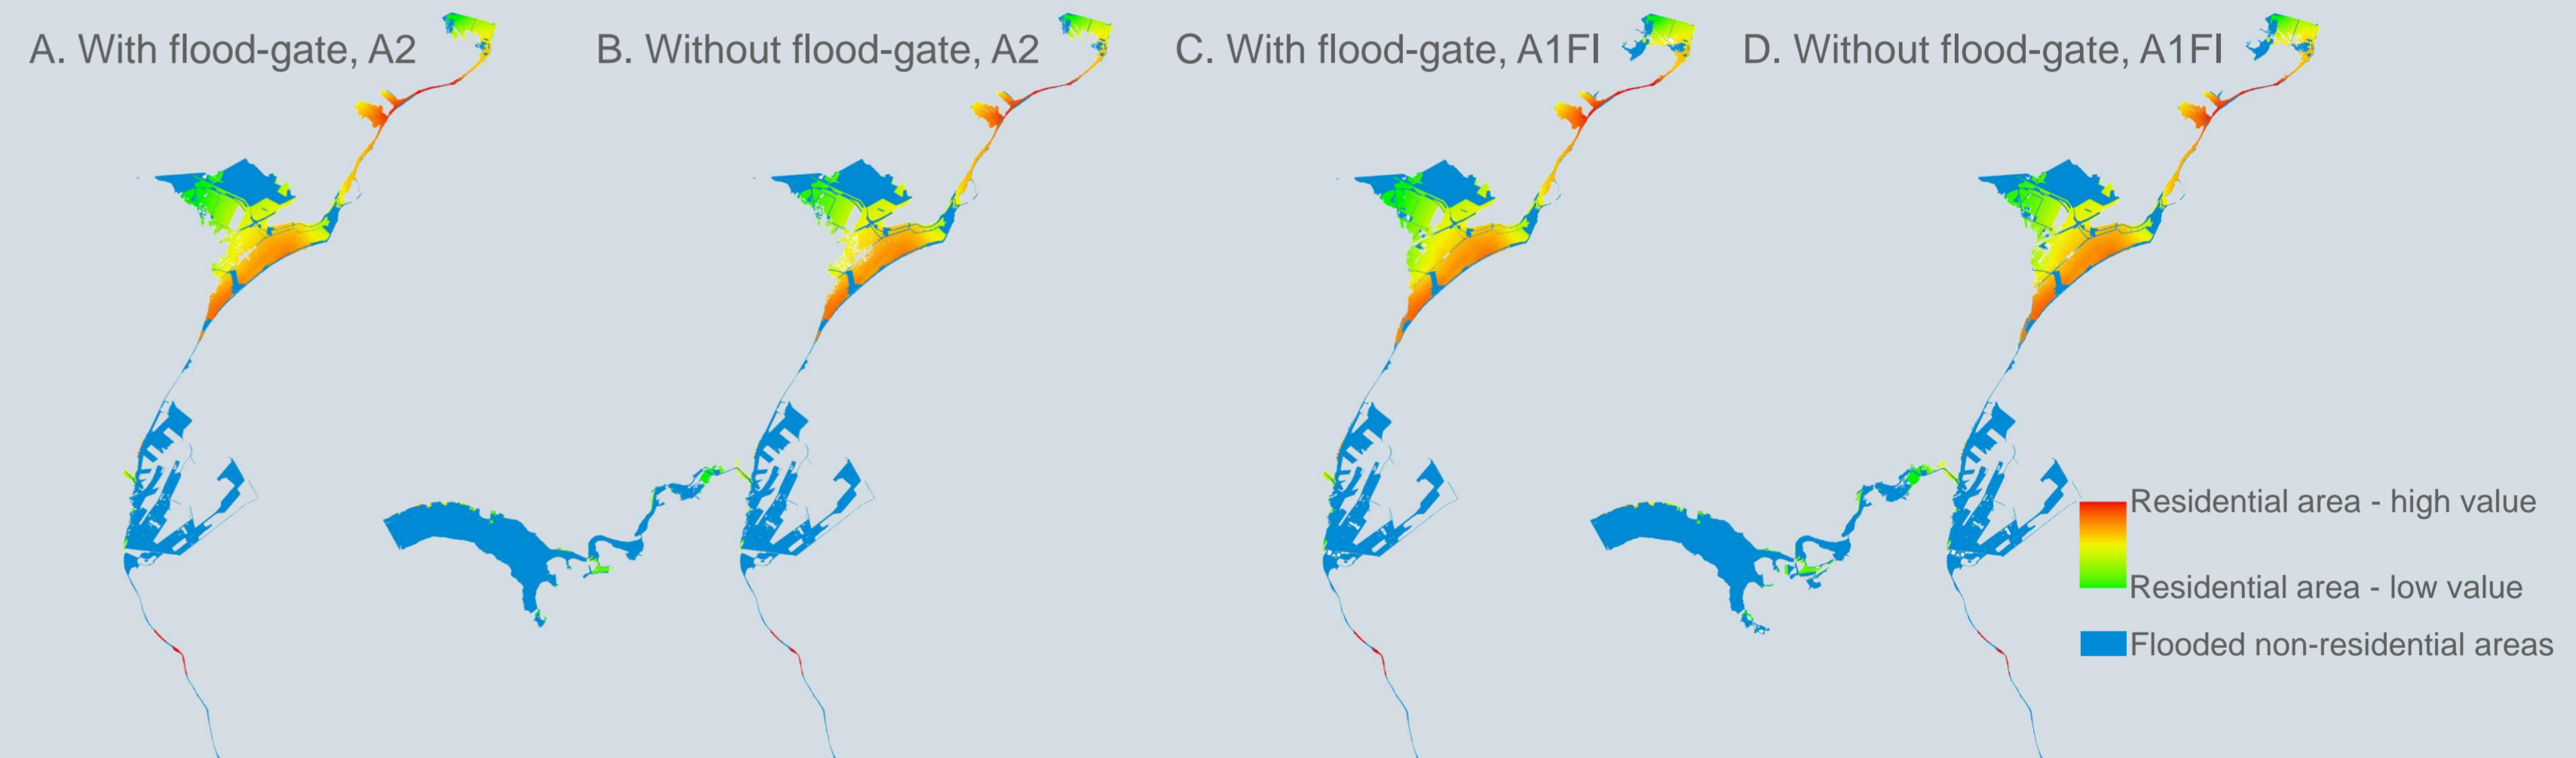 A. With flood-gate, A2
B. Without flood-gate, A2
C. With flood-gate, A1FI
D. Without flood-gate, A1FI
Residential area - high value
Residential area - low value
Flooded non-residential areas